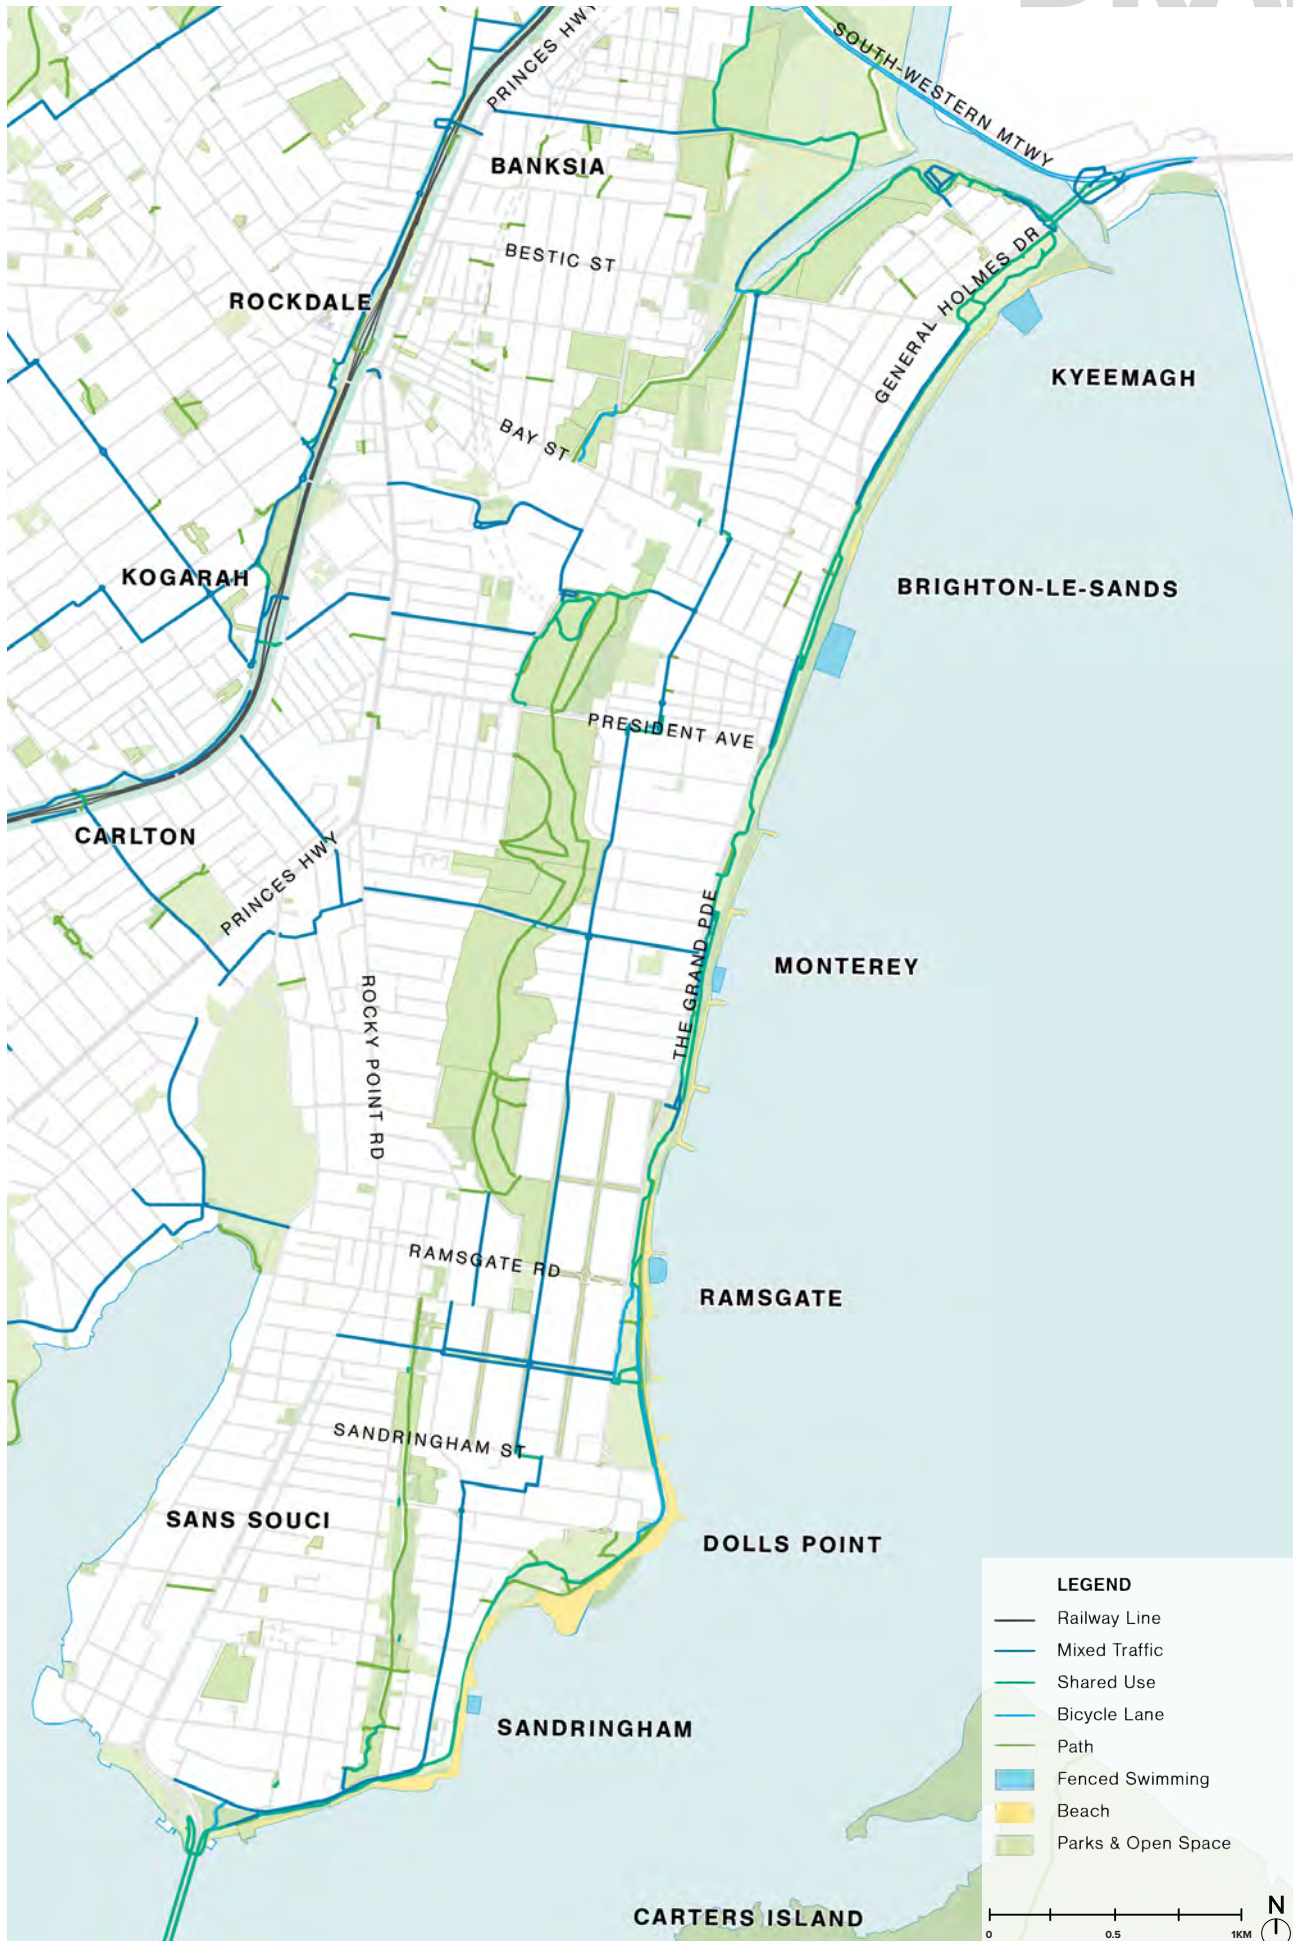 PRINCES HWY
SOUTH-WESTERN MTWY
BANKSIA
BESTIC ST
GENERAL HOLMES DR
ROCKDALE
KYEEMAGH
BAY ST
KOGARAH
BRIGHTON-LE-SANDS
PRESIDENT AVE
CARLTON
PRINCES HWY
THE GRAND PDE
MONTEREY
ROCKY POINT RD
RAMSGATE RD
RAMSGATE
SANDRINGHAM ST
SANS SOUCI
DOLLS POINT
SANDRINGHAM
CARTERS ISLAND
LEGEND
Railway Line
Mixed Traffic
Shared Use
Bicycle Lane
Path
Fenced Swimming
Beach
Parks & Open Space
N
0 0.5 1KM